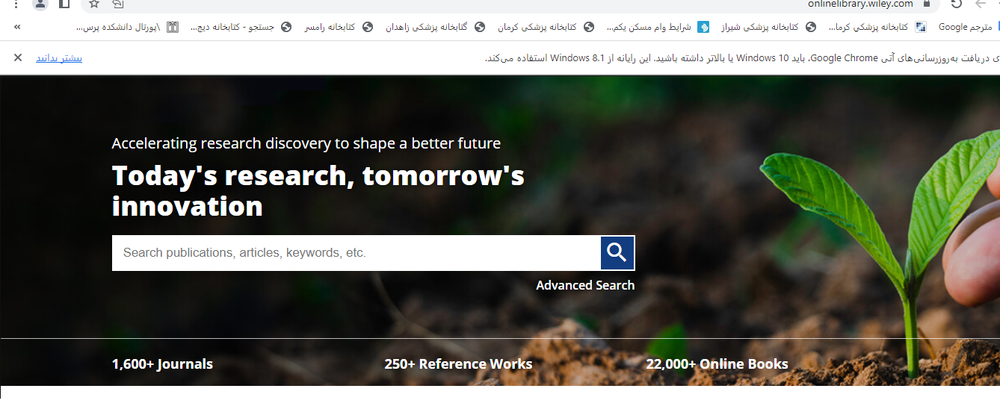 onlinelibrary.wiley.com
مترجم Google
کتابخانه پزشکي کرما...
کتابخانه پزشکی شیراز
شرایط وام مسکن یکم...
کتابخانه پزشکی کرمان
گتابخانه پزشکی زاهدان
کتابخانه رامسر
جستجو - کتابخانه دیج...
پورتال دانشکده پرس\...
»
ی دریافت به‌روزرسانی‌های آتی Google Chrome، باید Windows 10 یا بالاتر داشته باشید. این رایانه از Windows 8.1 استفاده می‌کند.
بیشتر بدانید
Accelerating research discovery to shape a better future
Today's research, tomorrow's
innovation
Search publications, articles, keywords, etc.
Advanced Search
1,600+ Journals
250+ Reference Works
22,000+ Online Books